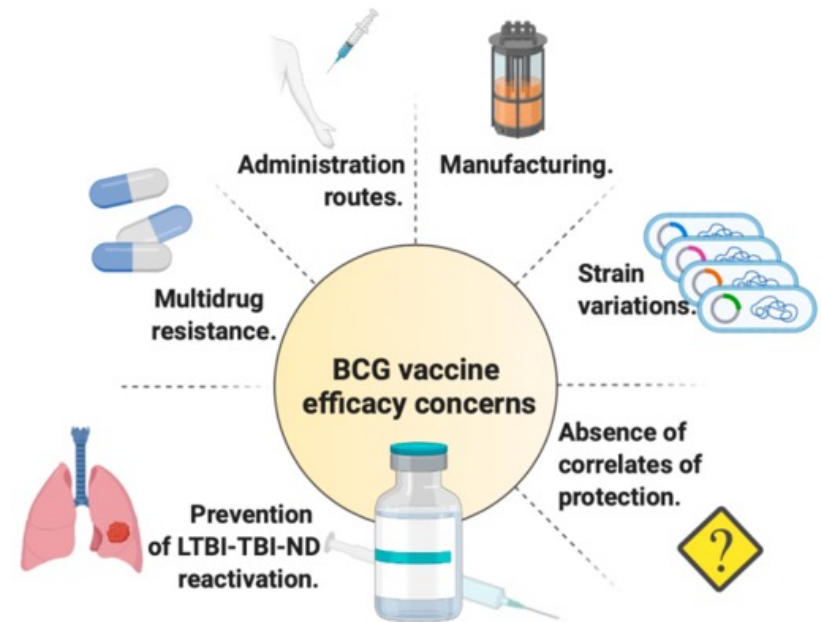 Administration
routes.
Manufacturing.
Multidrug
resistance.
Strain
variations.
BCG vaccine
efficacy concerns
Absence of
correlates of
protection.
Prevention
of LTBI-TBI-ND
reactivation.
?